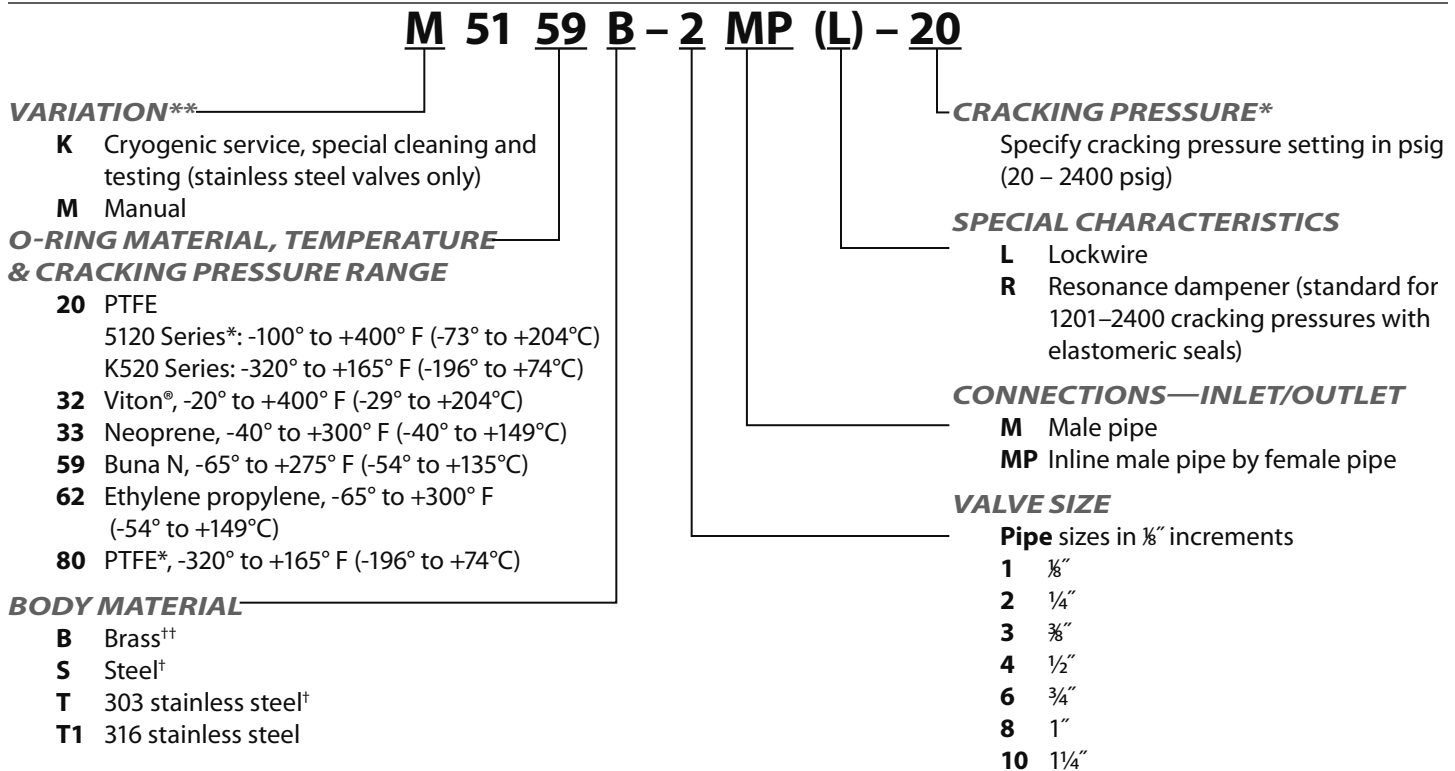 M 51 59 B – 2 MP (L) – 20
VARIATION**
K Cryogenic service, special cleaning and
testing (stainless steel valves only)
M Manual
O-RING MATERIAL, TEMPERATURE
& CRACKING PRESSURE RANGE
20 PTFE
5120 Series*: -100° to +400° F (-73° to +204°C)
K520 Series: -320° to +165° F (-196° to +74°C)
32 Viton®, -20° to +400° F (-29° to +204°C)
33 Neoprene, -40° to +300° F (-40° to +149°C)
59 Buna N, -65° to +275° F (-54° to +135°C)
62 Ethylene propylene, -65° to +300° F
(-54° to +149°C)
80 PTFE*, -320° to +165° F (-196° to +74°C)
BODY MATERIAL
B Brass††
S Steel†
T 303 stainless steel†
T1 316 stainless steel
CRACKING PRESSURE*
Specify cracking pressure setting in psig
(20 – 2400 psig)
SPECIAL CHARACTERISTICS
L Lockwire
R Resonance dampener (standard for
1201–2400 cracking pressures with
elastomeric seals)
CONNECTIONS—INLET/OUTLET
M Male pipe
MP Inline male pipe by female pipe
VALVE SIZE
Pipe sizes in ⅛˝ increments
1 ⅛˝
2 ¼˝
3 ⅜˝
4 ½˝
6 ¾˝
8 1˝
10 1¼˝